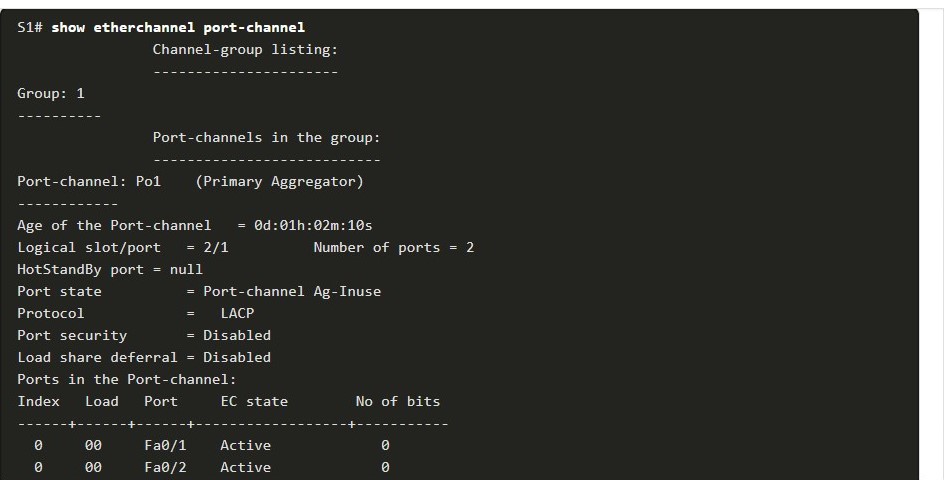 S1# show etherchannel port-channel
Channel-group listing:
----------------------
Group: 1
----------
Port-channels in the group:
---------------------------
Port-channel: Po1    (Primary Aggregator)
------------
Age of the Port-channel   = 0d:01h:02m:10s
Logical slot/port   = 2/1          Number of ports = 2
HotStandBy port = null
Port state          = Port-channel Ag-Inuse
Protocol            =   LACP
Port security       = Disabled
Load share deferral = Disabled
Ports in the Port-channel:
Index   Load   Port     EC state        No of bits
------+------+------+------------------+-----------
  0     00     Fa0/1    Active             0
  0     00     Fa0/2    Active             0